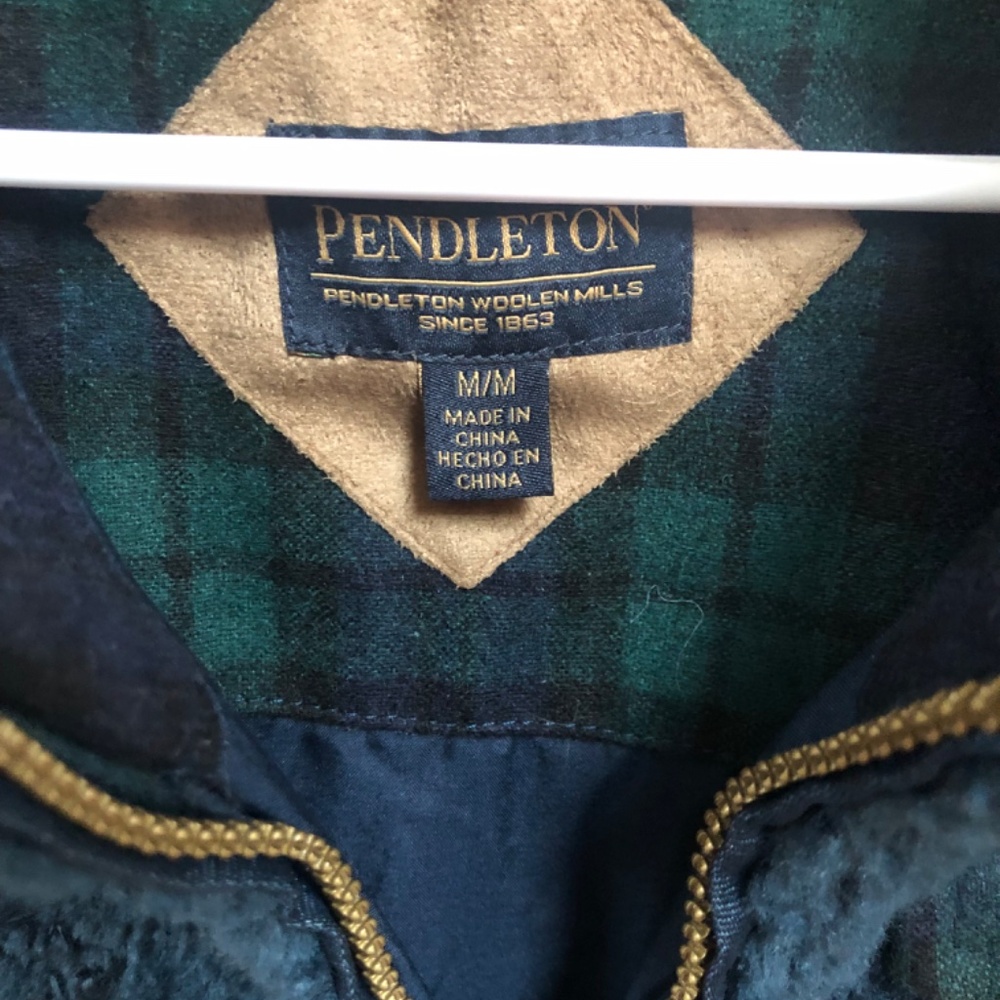 PENDLETON
PENDLETON WOOLEN MILLS
SINCE 1863
M/M
MADE IN
CHINA
HECHO EN
CHINA